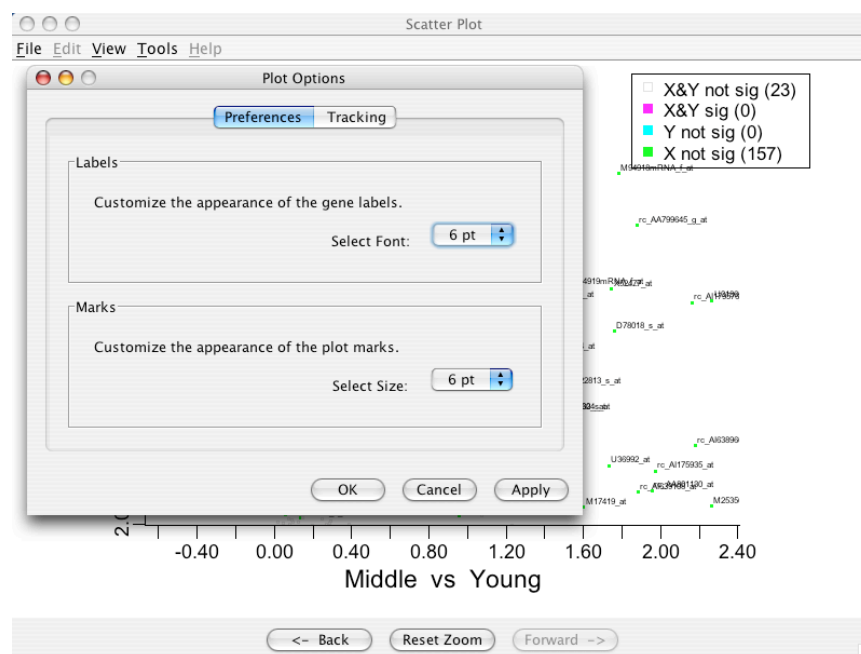 Scatter Plot
File Edit View Tools Help
Plot Options
Preferences Tracking
Labels
Customize the appearance of the gene labels.
Select Font: 6 pt
Marks
Customize the appearance of the plot marks.
Select Size: 6 pt
OK Cancel Apply
X&Y not sig (23)
X&Y sig (0)
Y not sig (0)
X not sig (157)
M94918mRNA_f_at
rc_AA799645_g_at
D78018_s_at
_at
U36992_at
rc_AI175935_at
M17419_at
2.0
-0.40 0.00 0.40 0.80 1.20 1.60 2.00 2.40
Middle vs Young
<- Back Reset Zoom Forward ->